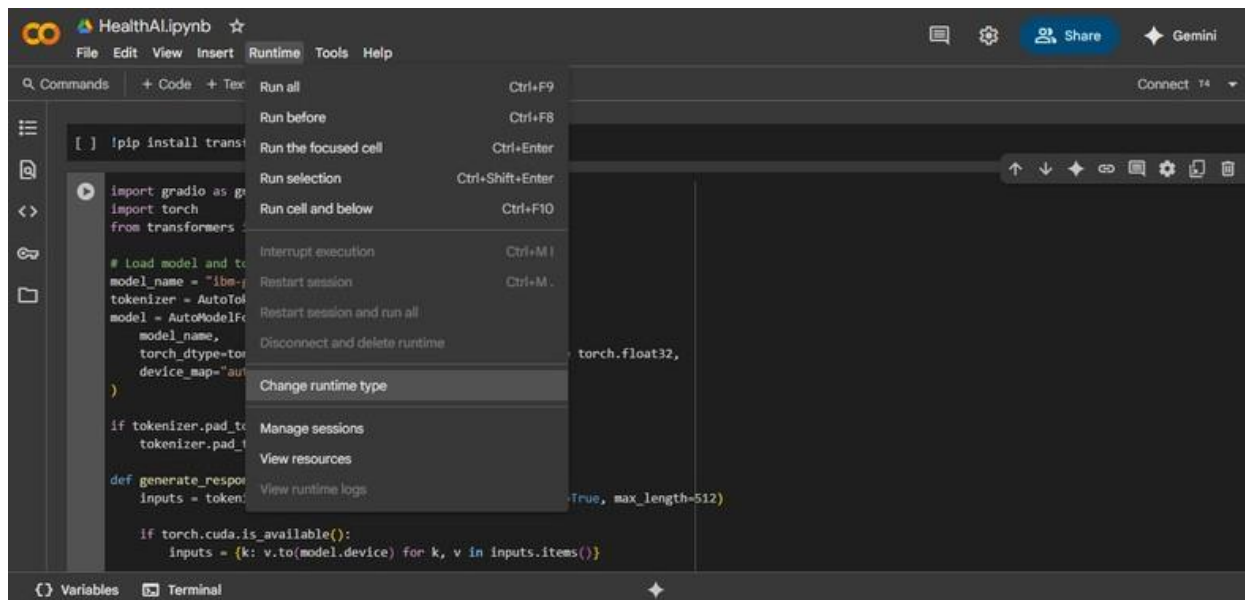 HealthAI.ipynb
File Edit View Insert Runtime Tools Help
Share
Gemini
Commands + Code + Tex
Connect T4
Run all Ctrl+F9
Run before Ctrl+F8
Run the focused cell Ctrl+Enter
Run selection Ctrl+Shift+Enter
Run cell and below Ctrl+F10
Interrupt execution Ctrl+M I
Restart session Ctrl+M .
Restart session and run all
Disconnect and delete runtime
Change runtime type
Manage sessions
View resources
View runtime logs
[ ] !pip install trans
import gradio as g
import torch
from transformers
# Load model and to
model_name = "ibm-g
tokenizer = AutoTok
model = AutoModelFo
model_name,
torch_dtype=tor torch.float32,
device_map="aut
)
if tokenizer.pad_to
tokenizer.pad_t
def generate_respon
inputs = token =True, max_length=512)
if torch.cuda.is_available():
inputs = {k: v.to(model.device) for k, v in inputs.items()}
{} Variables Terminal